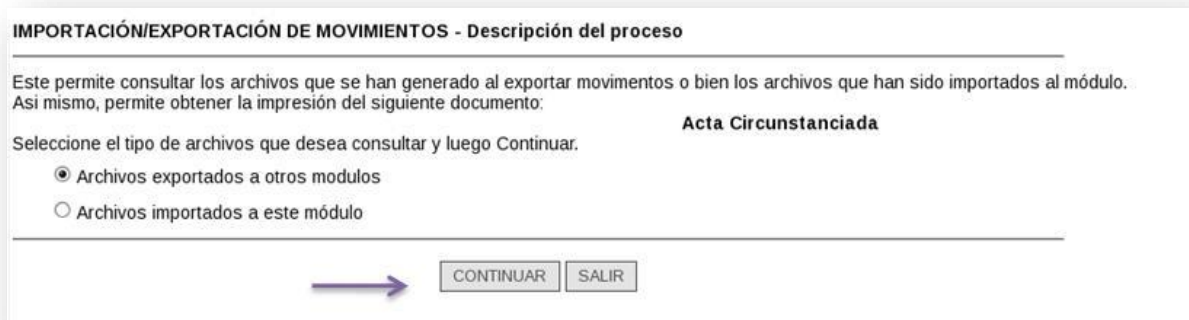 IMPORTACIÓN/EXPORTACIÓN DE MOVIMIENTOS - Descripción del proceso
Este permite consultar los archivos que se han generado al exportar movimentos o bien los archivos que han sido importados al módulo.
Asi mismo, permite obtener la impresión del siguiente documento:
Acta Circunstanciada
Seleccione el tipo de archivos que desea consultar y luego Continuar.
Archivos exportados a otros modulos
Archivos importados a este módulo
CONTINUAR SALIR